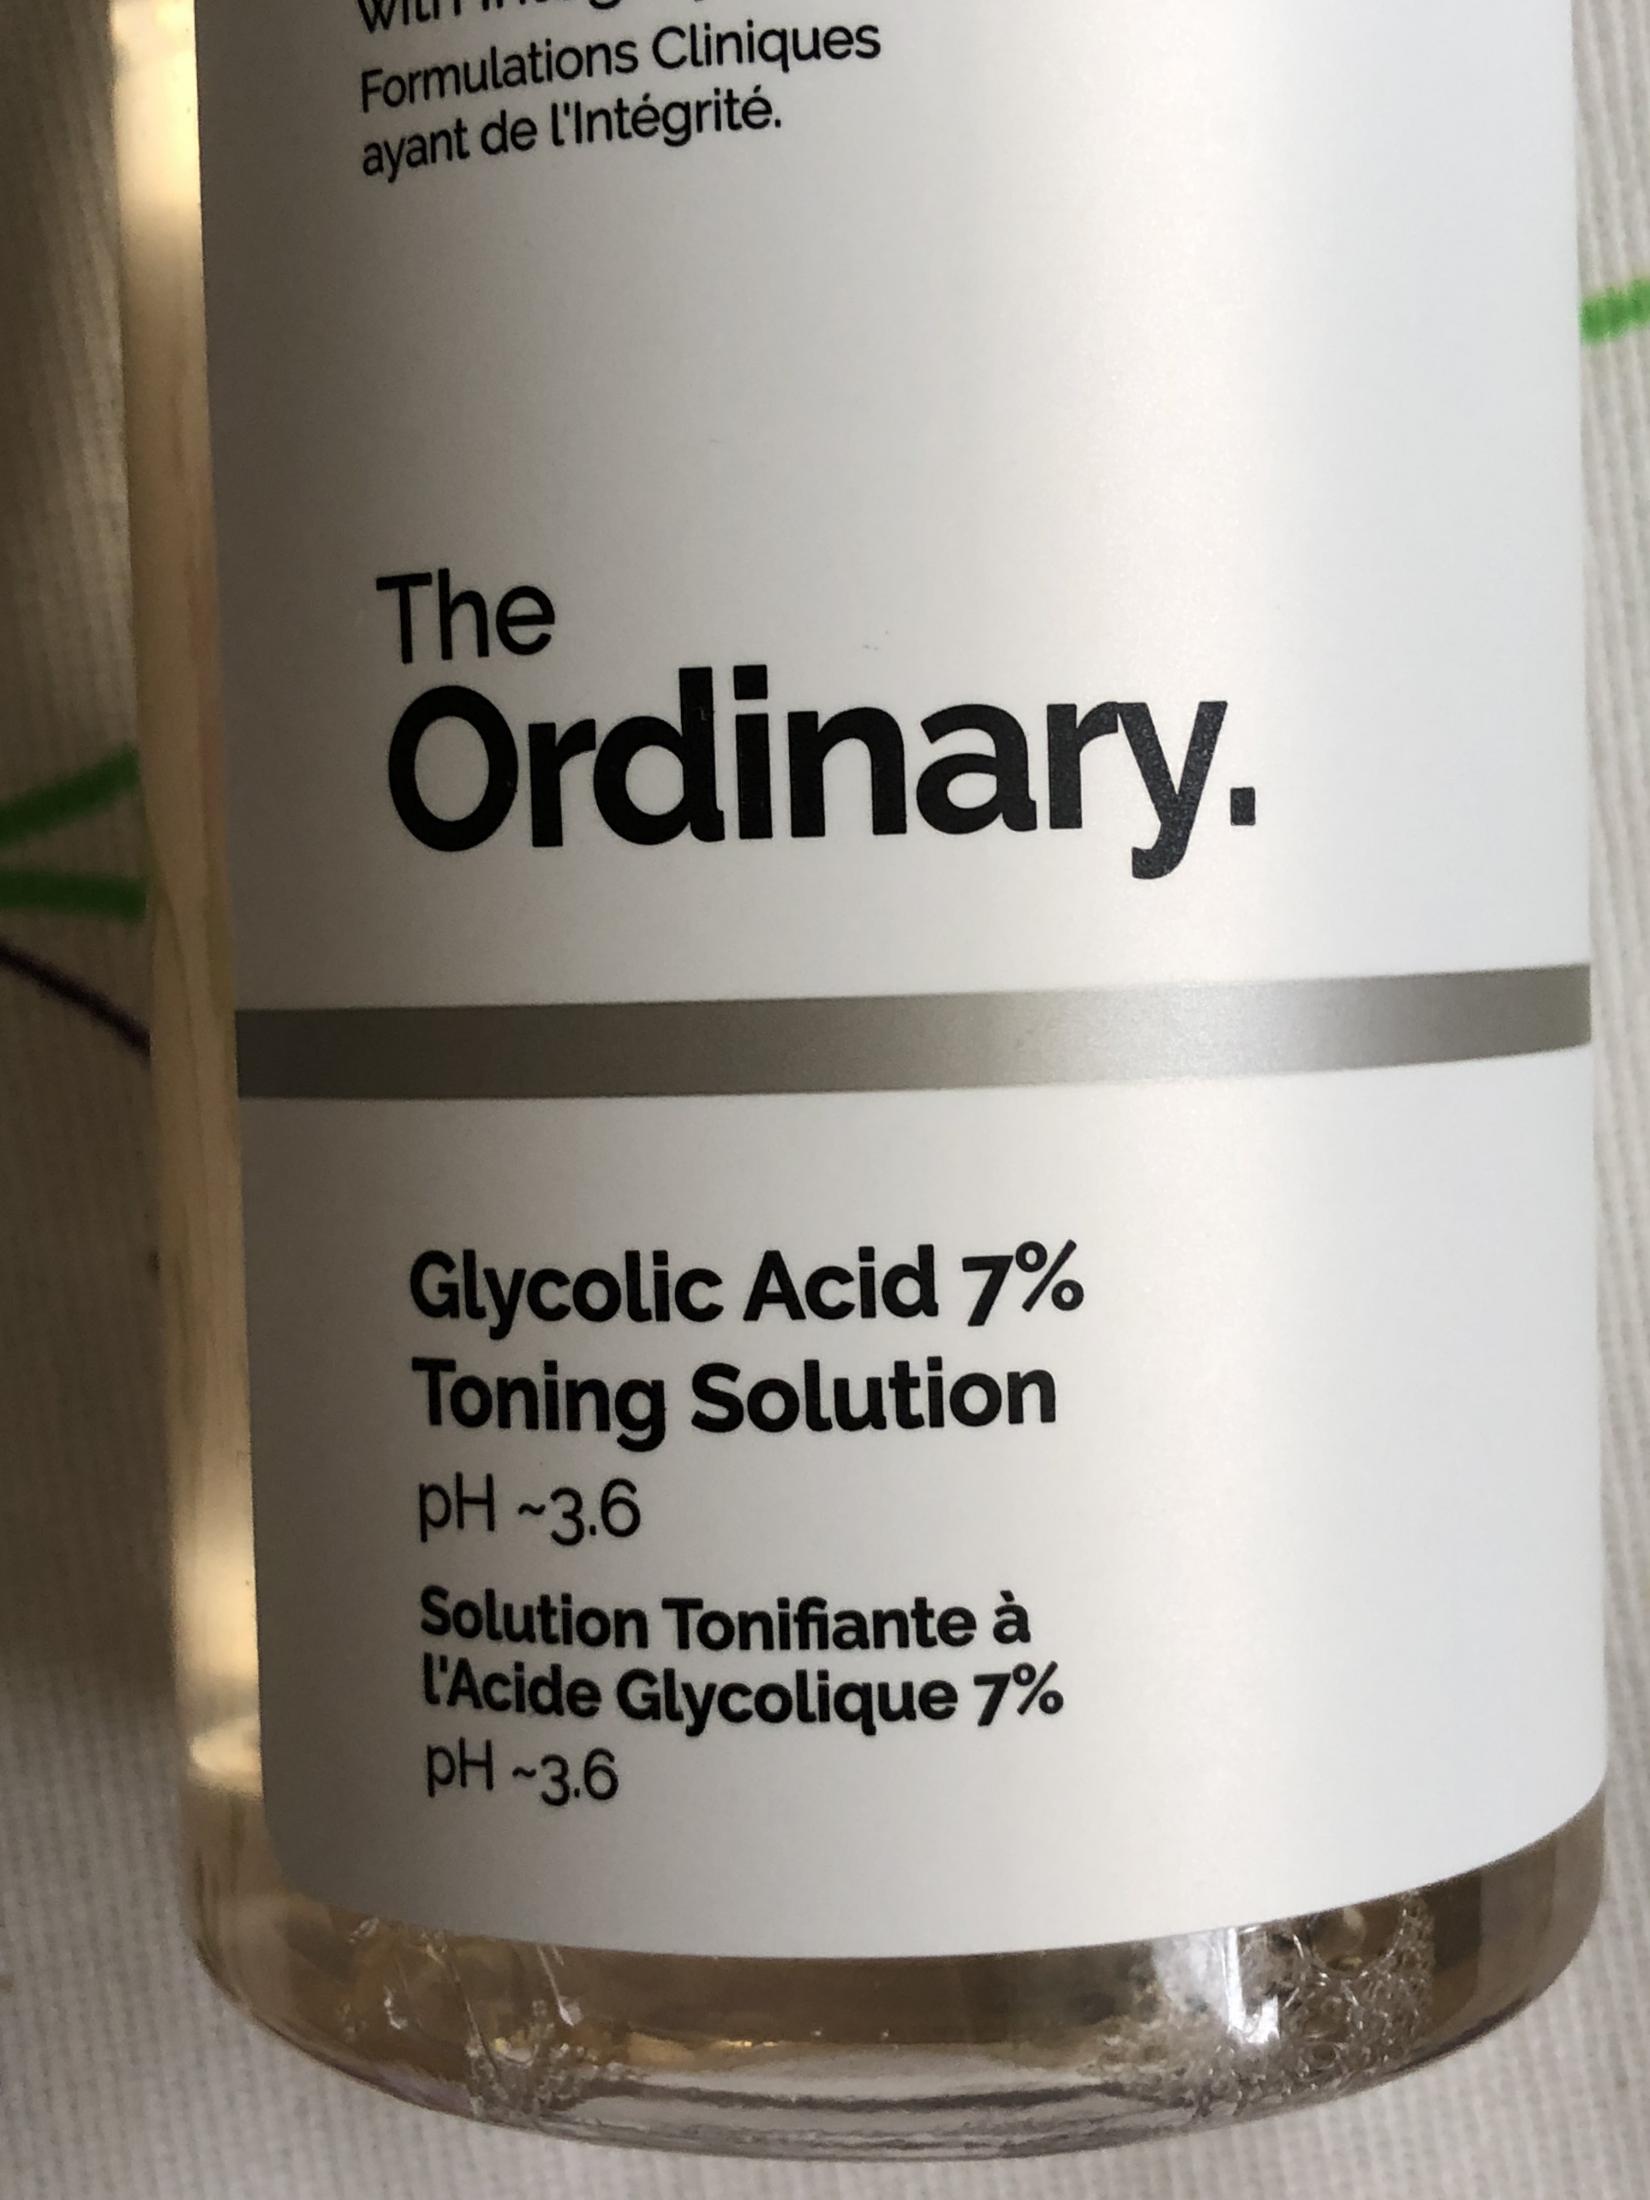 with
Formulations Cliniques
ayant de l'Intégrité.
The
Ordinary.
Glycolic Acid 7%
Toning Solution
pH ~3.6
Solution Tonifiante à
l'Acide Glycolique 7%
pH ~3.6